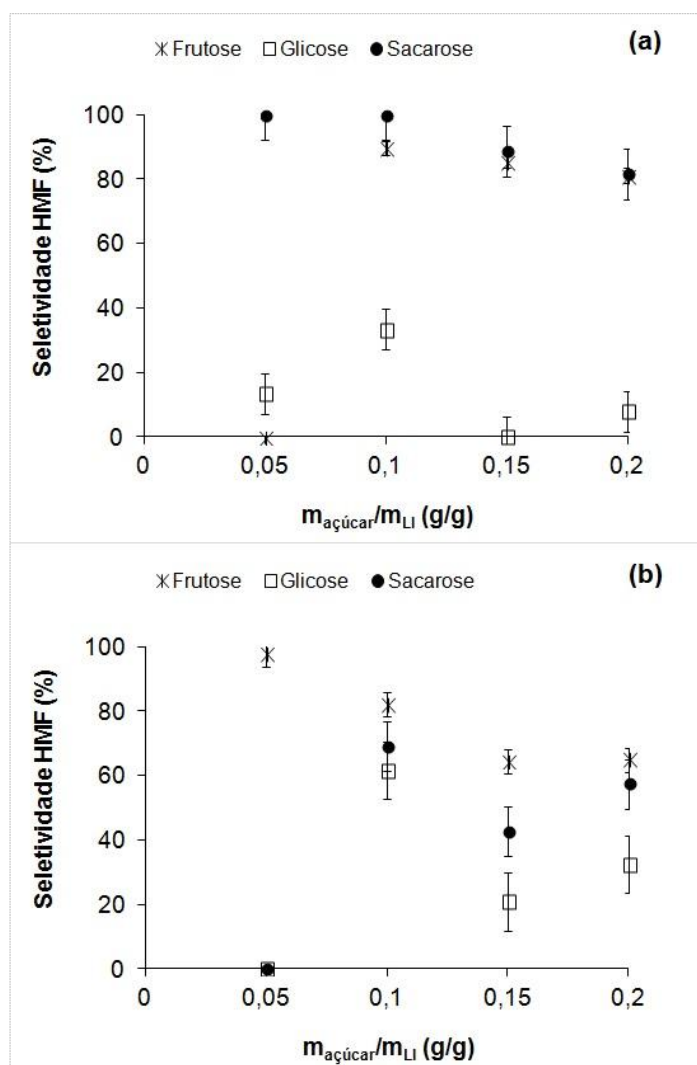 (a)
Frutose Glicose Sacarose
Seletividade HMF (%)
100
80
60
40
20
0
0 0,05 0,1 0,15 0,2
maçúcar/mLI (g/g)
(b)
Frutose Glicose Sacarose
Seletividade HMF (%)
100
80
60
40
20
0
0 0,05 0,1 0,15 0,2
maçúcar/mLI (g/g)